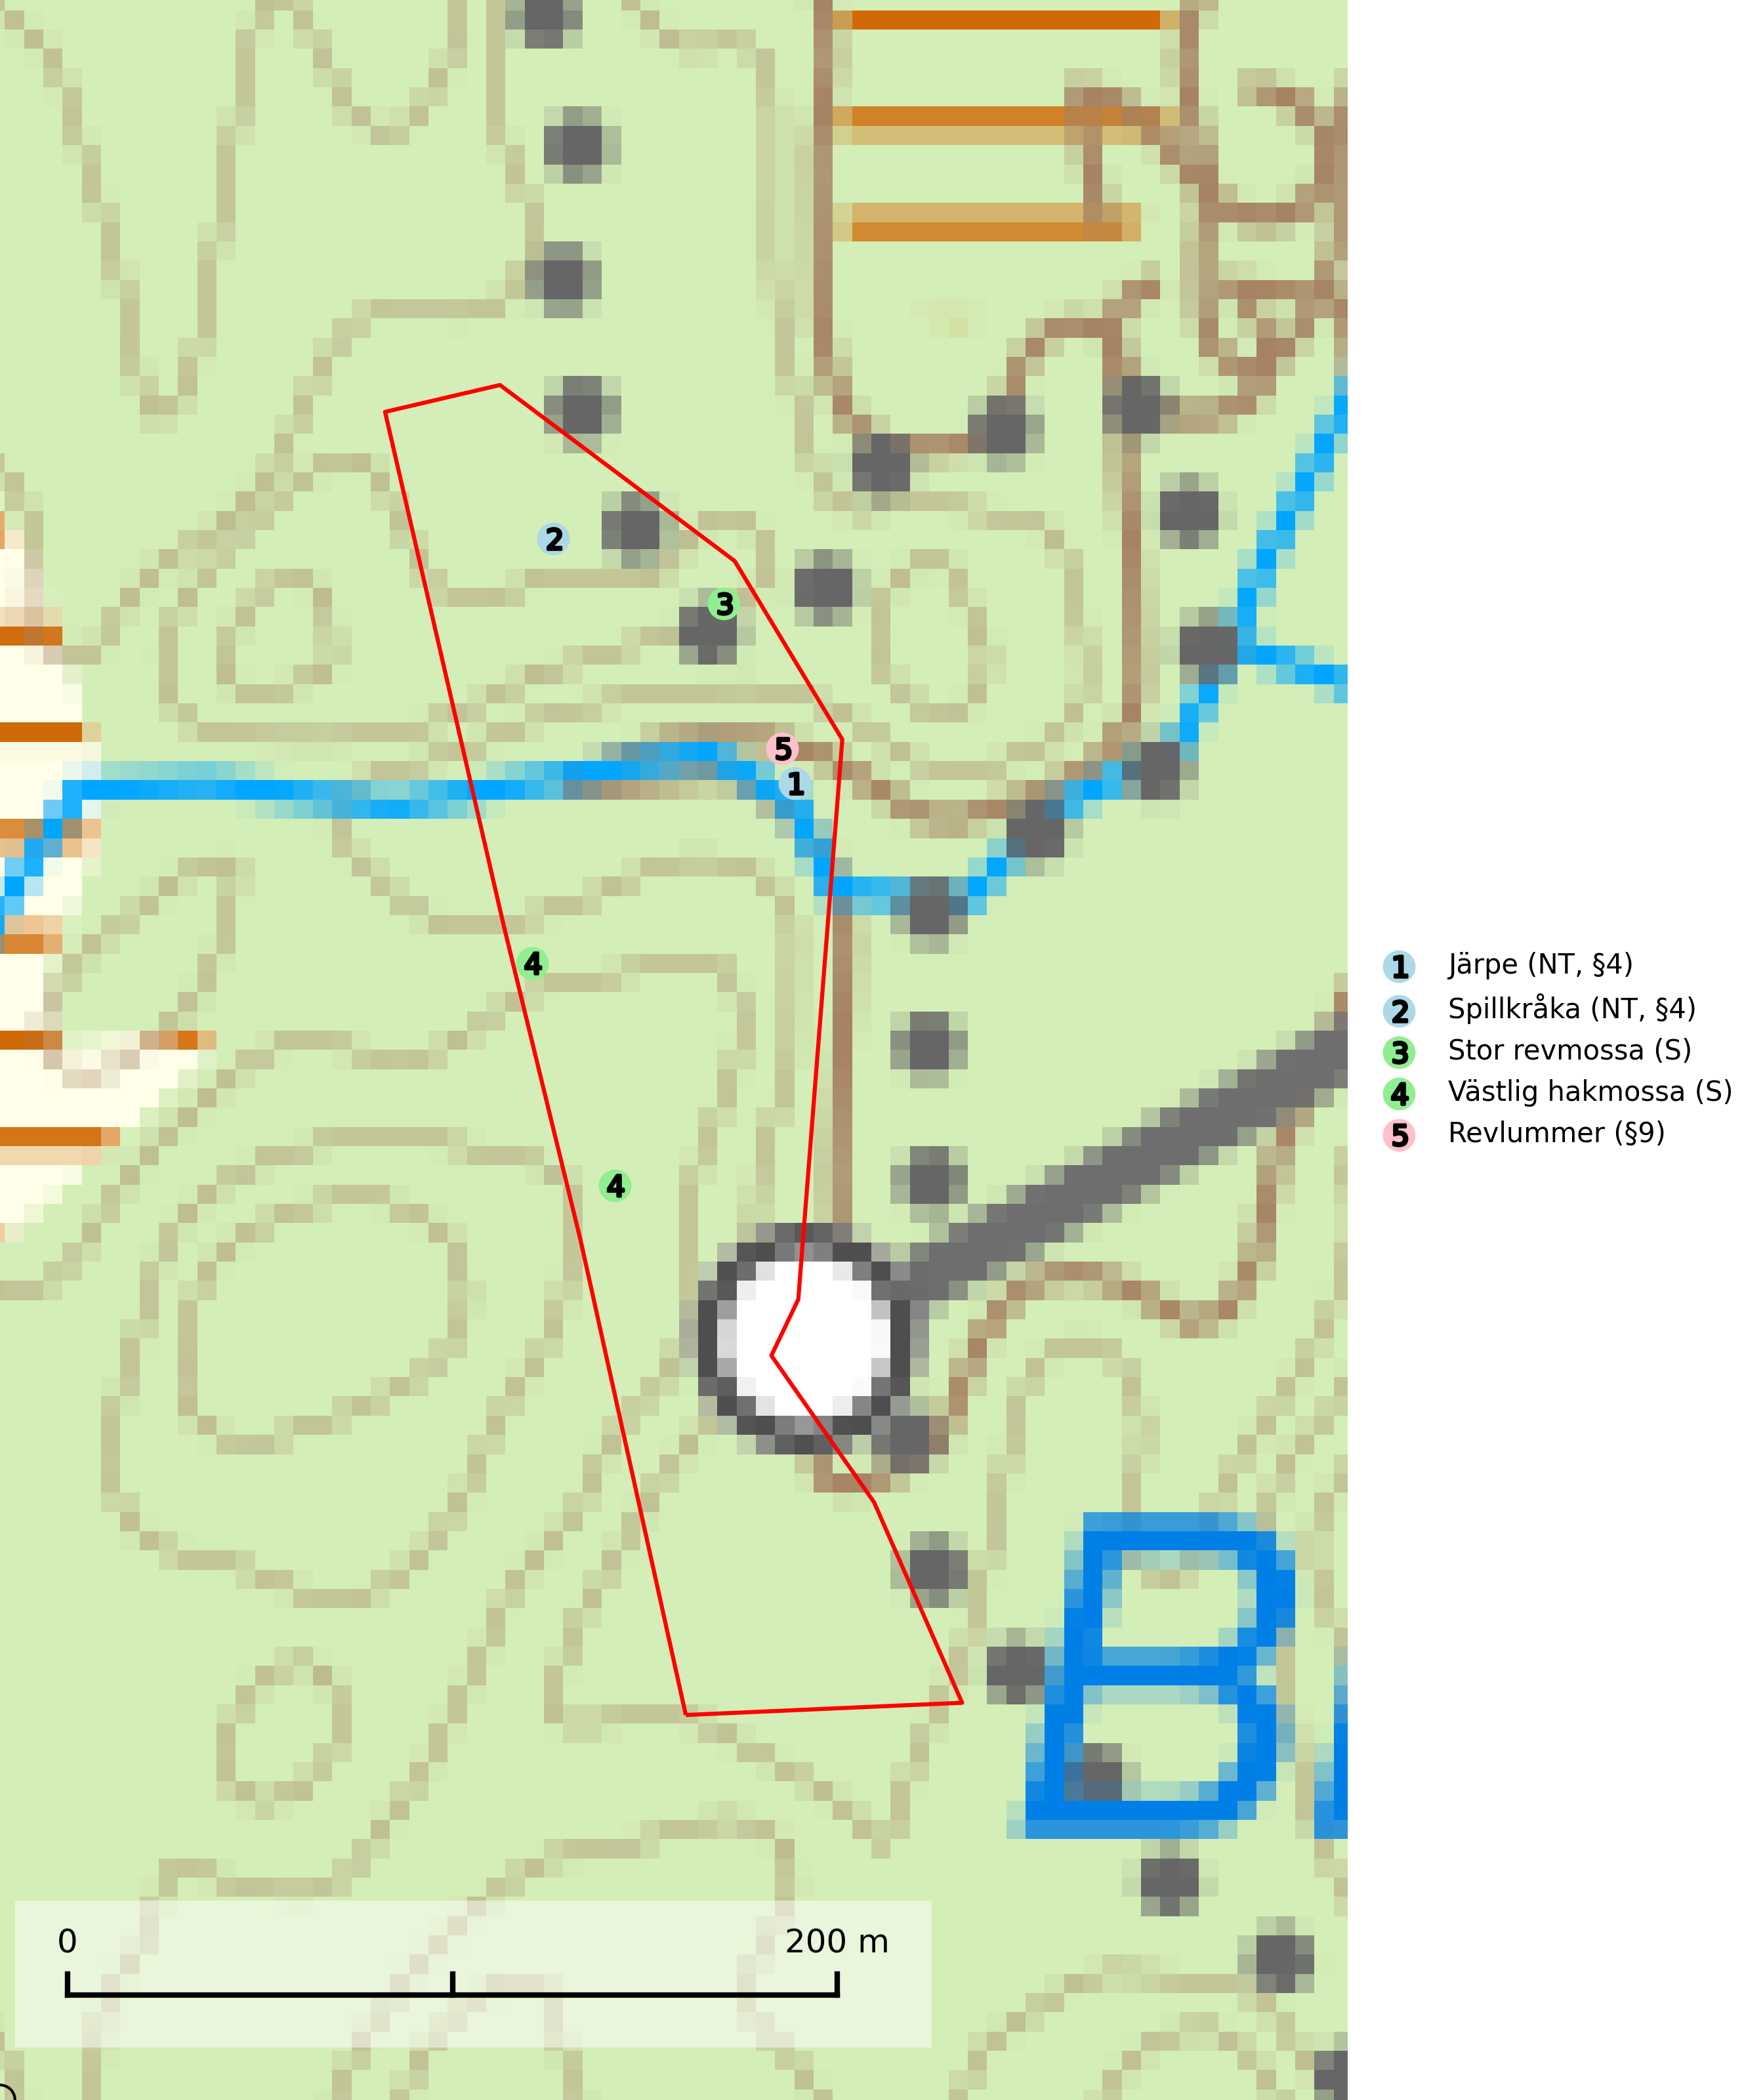 2
3
5
1
4
4
1 Järpe (NT, §4)
2 Spillkråka (NT, §4)
3 Stor revmossa (S)
4 Västlig hakmossa (S)
5 Revlummer (§9)
B
0 200 m